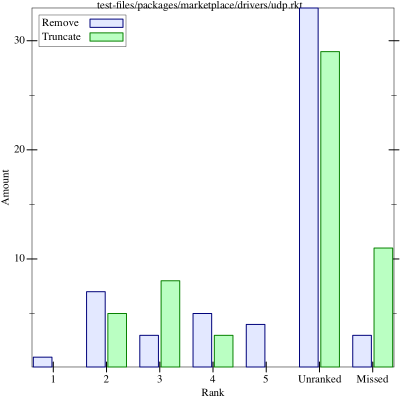 test-files/packages/marketplace/drivers/udp.rkt
Remove
Truncate
30
20
10
Amount
1 2 3 4 5 Unranked Missed
Rank